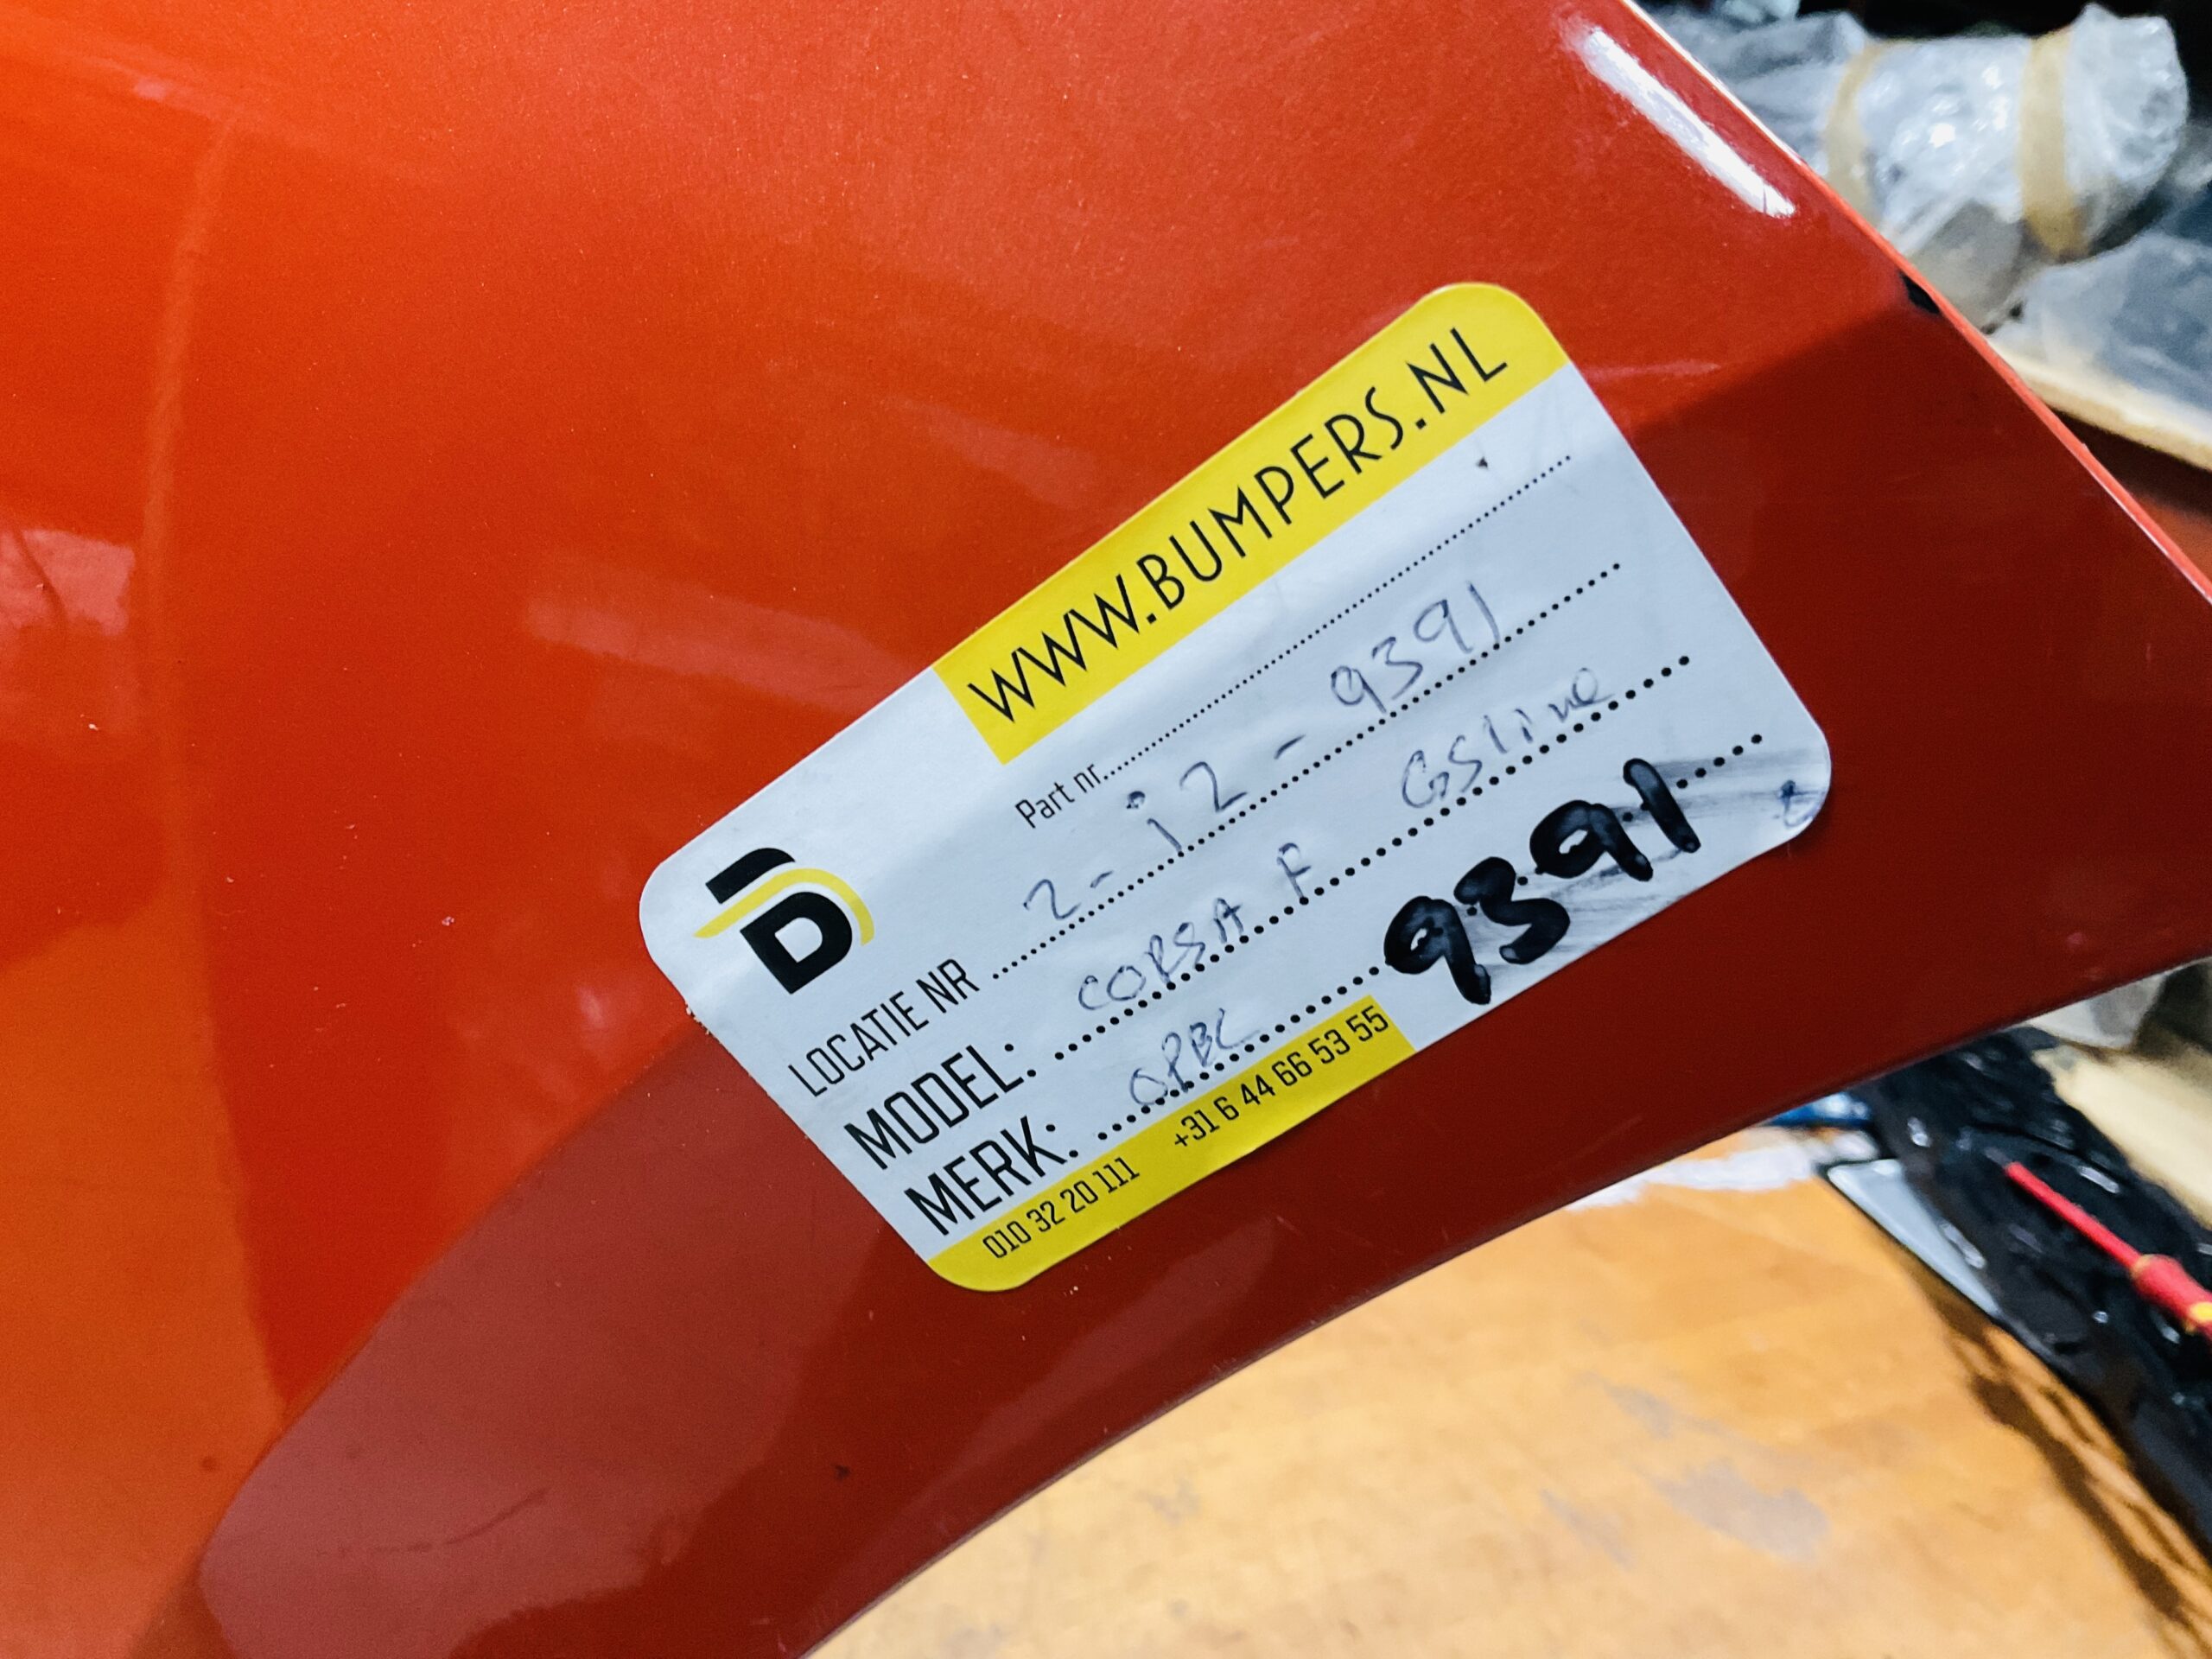 WWW.BUMPERS.NL
Part nr..........
LOCATIE NR .......... 2-i2-9391
MODEL: .......... CORSA F GSline
MERK: .......... OPEL 9391
010 32 20 111 +31 6 44 66 53 55